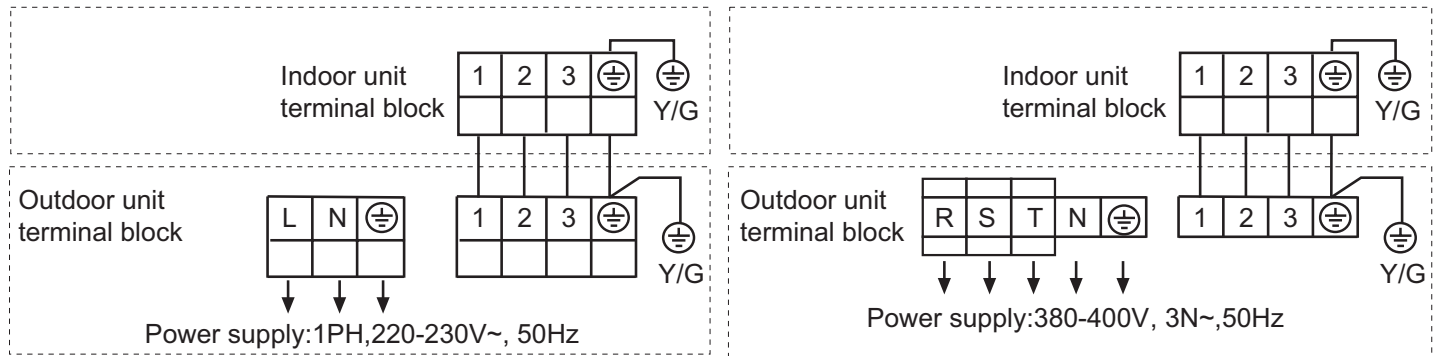 Indoor unit
terminal block
1 2 3
Y/G
Outdoor unit
terminal block
L N
1 2 3
Y/G
Power supply:1PH,220-230V~, 50Hz
Indoor unit
terminal block
1 2 3
Y/G
Outdoor unit
terminal block
R S T N
1 2 3
Y/G
Power supply:380-400V, 3N~,50Hz